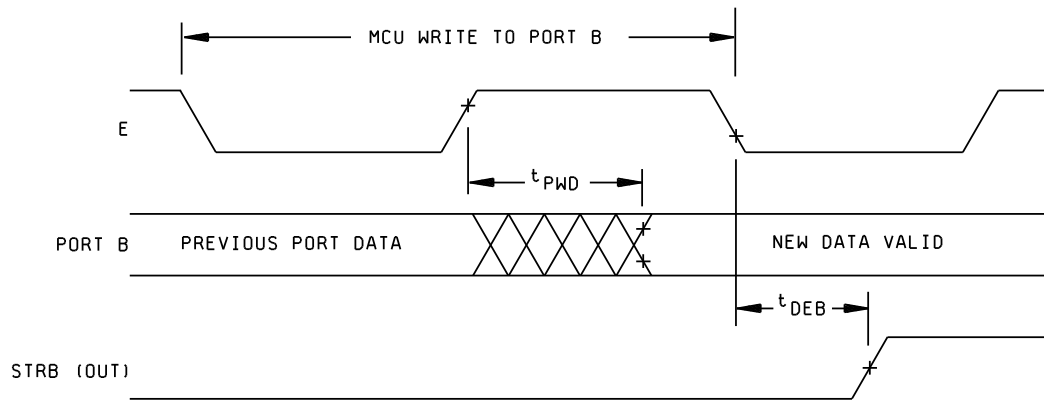 MCU WRITE TO PORT B
E
tPWD
PORT B
PREVIOUS PORT DATA
NEW DATA VALID
tDEB
STRB (OUT)